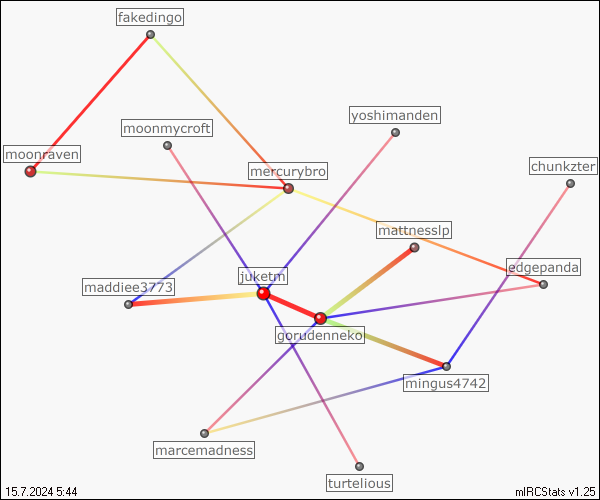 fakedingo
yoshimanden
moonmycroft
moonraven
chunkzter
mercurybro
mattnesslp
edgepanda
juketm
maddiee3773
gorudenneko
mingus4742
marcemadness
turtelious
15.7.2024 5:44
mIRCStats v1.25